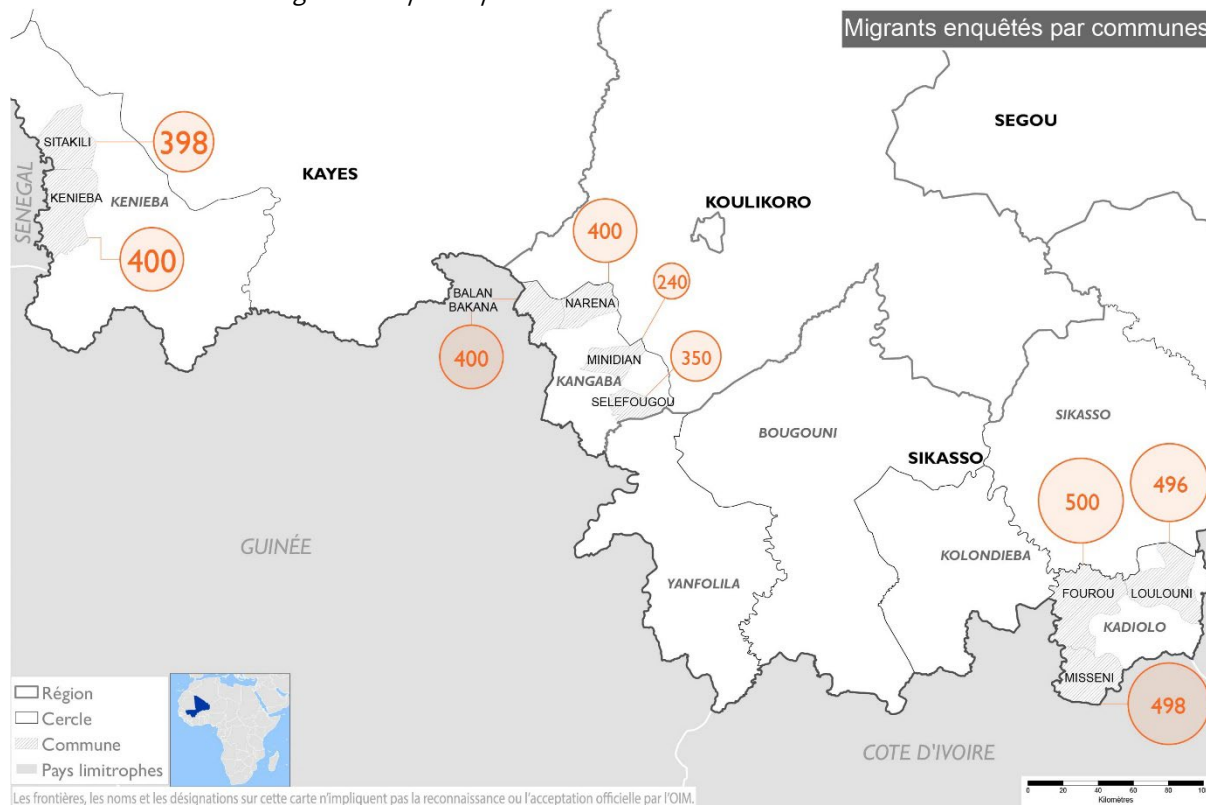 Migrants enquêtés par communes
SEGOU
SITAKILI
398
KAYES
SENEGAL
KENIEBA
KENIEBA
KOULIKORO
400
400
240
BALAN
BAKANA
NARENA
400
MINIDIAN
350
KANGABA
SELEFOUGOU
SIKASSO
BOUGOUNI
SIKASSO
500
496
GUINÉE
KOLONDIEBA
YANFOLILA
FOUROU
LOULOUNI
KADIOLO
MISSENI
498
COTE D'IVOIRE
Région
Cercle
Commune
Pays limitrophes
0 20 40 60 80
Kilomètres
Les frontières, les noms et les désignations sur cette carte n'impliquent pas la reconnaissance ou l'acceptation officielle par l'OIM.